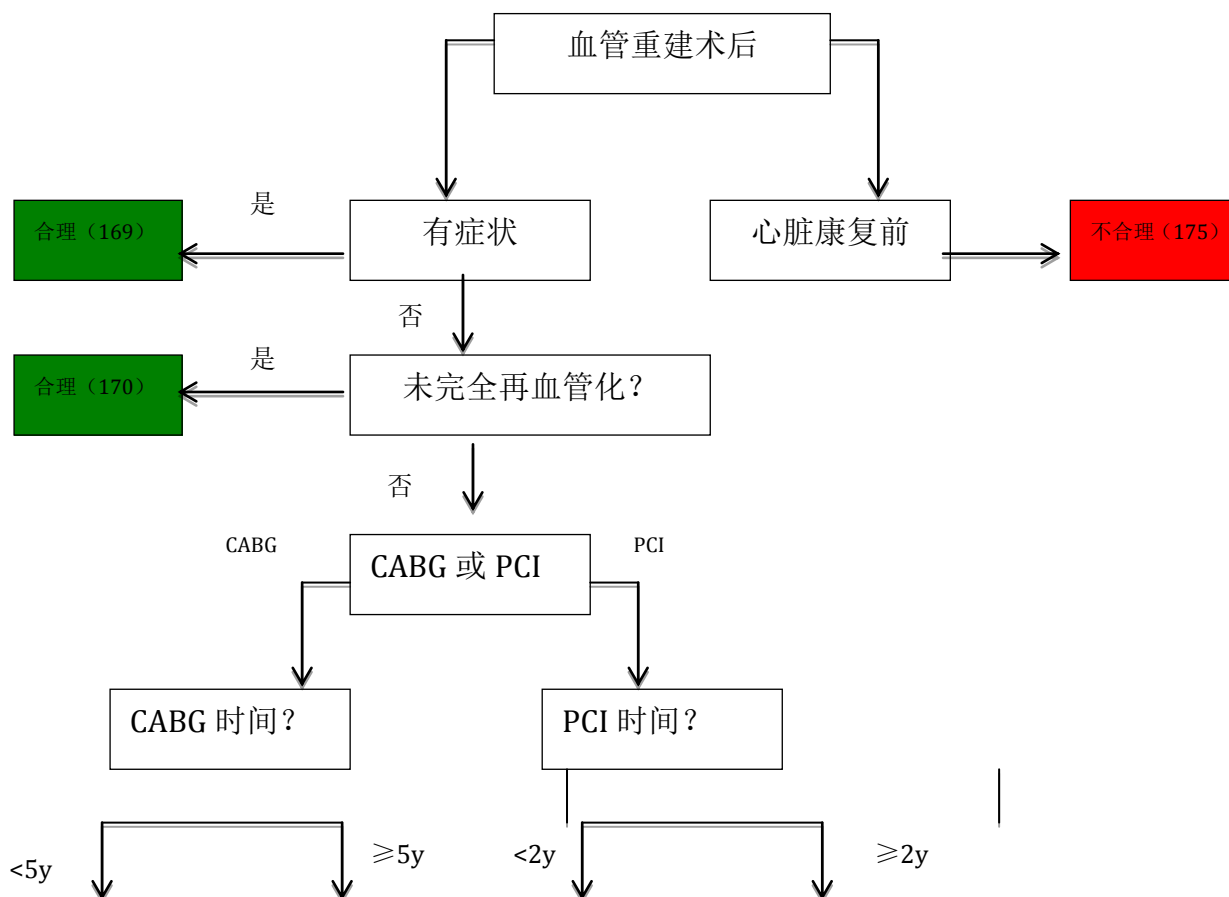 血管重建术后
是
合理（169）
有症状
心脏康复前
不合理（175）
否
是
合理（170）
未完全再血管化？
否
CABG
PCI
CABG 或 PCI
CABG 时间？
PCI 时间？
<5y
≥5y
<2y
≥2y